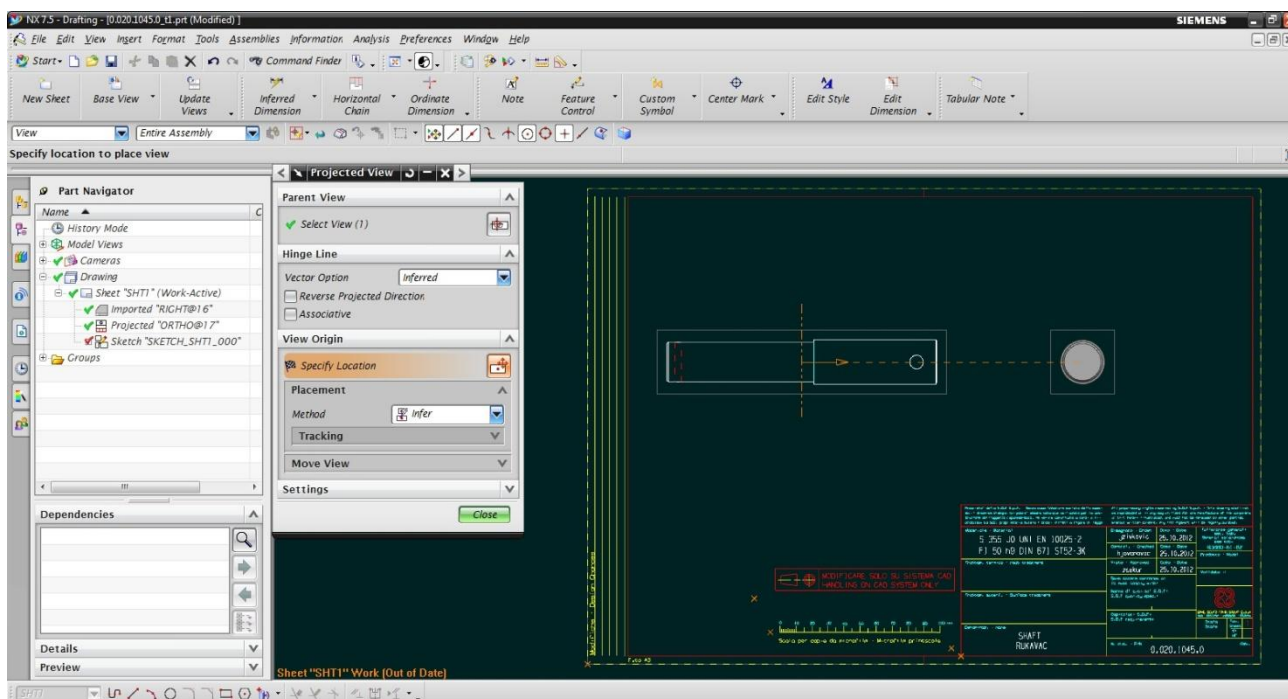 NX 7.5 - Drafting - [0.020.1045.0_t1.prt (Modified) ]
SIEMENS
File Edit View Insert Format Tools Assemblies Information Analysis Preferences Window Help
Start Command Finder
New Sheet Base View Update Views Inferred Dimension Horizontal Chain Ordinate Dimension Note Feature Control Custom Symbol Center Mark Edit Style Edit Dimension Tabular Note
View Entire Assembly
Specify location to place view
Projected View
Part Navigator
Parent View
Name C
Select View (1)
History Mode
Model Views
Hinge Line
Cameras
Drawing
Vector Option Inferred
Sheet "SHT1" (Work-Active)
Reverse Projected Direction
Imported "RIGHT@16"
Associative
Projected "ORTHO@17"
View Origin
Sketch "SKETCH_SHT1_000"
Groups
Specify Location
Placement
Method Infer
Tracking
Move View
Settings
Close
Dependencies
Details
Preview
S 355 J0 UNI EN 10025-2
FI 50 h9 DIN 671 ST52-3K
25.10.2012
25.10.2012
25.10.2012
MODIFICARE SOLO SU SISTEMA CAD
HANDLING ON CAD SYSTEM ONLY
SHAFT
RUKAVAC
0.020.1045.0
Sheet "SHT1" Work (Out of Date)
SHT1